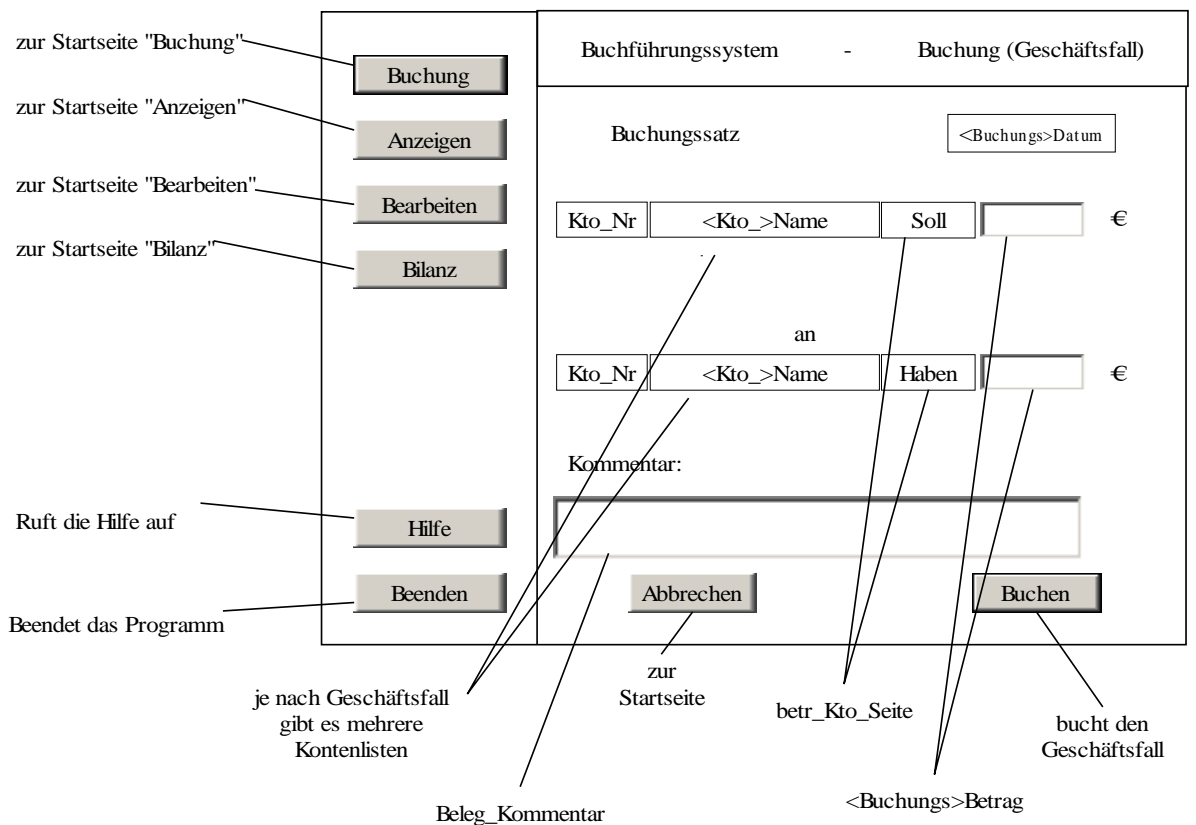 zur Startseite "Buchung"
zur Startseite "Anzeigen"
zur Startseite "Bearbeiten"
zur Startseite "Bilanz"
Ruft die Hilfe auf
Beendet das Programm
Buchung
Anzeigen
Bearbeiten
Bilanz
Hilfe
Beenden
Buchführungssystem - Buchung (Geschäftsfall)
Buchungssatz <Buchungs>Datum
Kto_Nr <Kto_>Name Soll €
an
Kto_Nr <Kto_>Name Haben €
Kommentar:
Abbrechen Buchen
je nach Geschäftsfall
gibt es mehrere
Kontenlisten
zur
Startseite
betr_Kto_Seite
bucht den
Geschäftsfall
Beleg_Kommentar
<Buchungs>Betrag